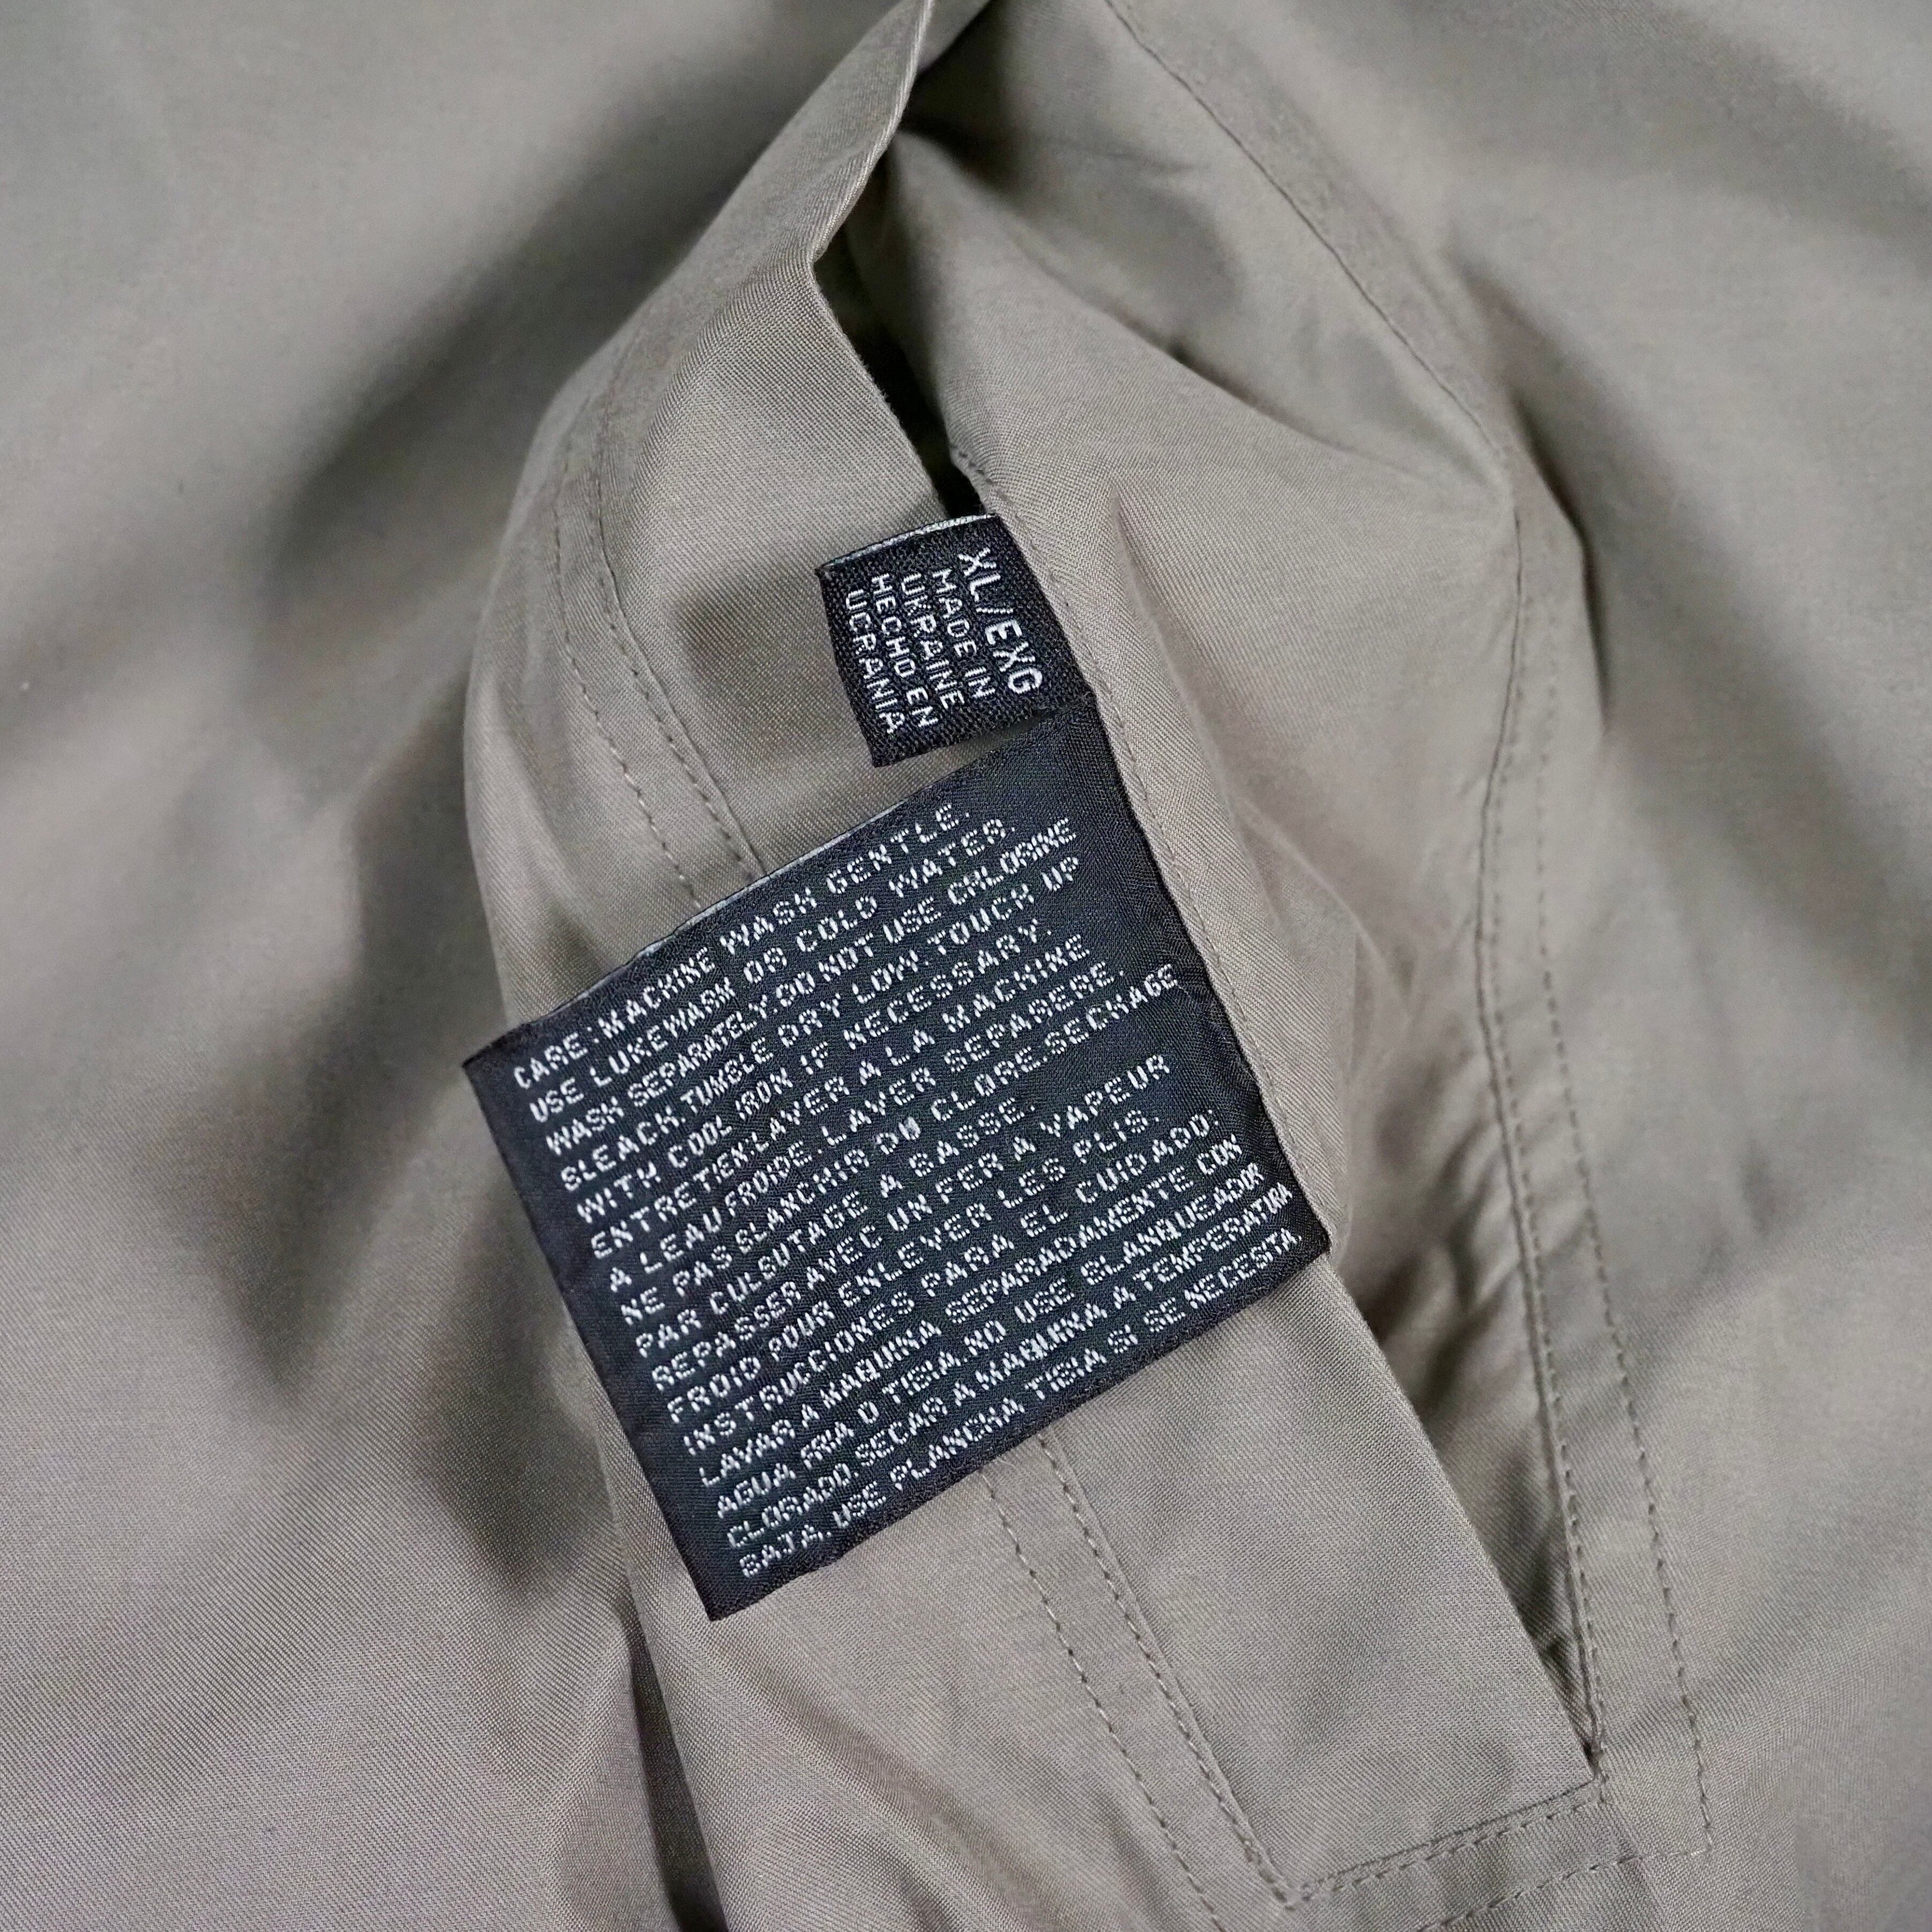 XL/EXG
MADE IN
UKRAINE
HECHO EN
UCRANIA
CARE: MACHINE WASH GENTLE.
USE LUKEWARM OR COLD WATER.
WASH SEPARATELY. DO NOT USE CHLORINE
BLEACH. TUMBLE DRY LOW. TOUCH UP
WITH COOL IRON IF NECESSARY.
ENTRETIEN: LAVER A LA MACHINE
A LEAU FROIDE. LAVER SEPARERE.
NE PAS BLANCHIR DU CLORE. SECHAGE
PAR CULBUTAGE A BASSE.
REPASSER AVEC UN FER A VAPEUR
FROID POUR ENLEVER LES PLIS.
INSTRUCCIONES PARA EL CUIDADO:
LAVAR A MAQUINA SEPARADAMENTE CON
AGUA FRIA O TIBIA. NO USE BLANQUEADOR
CLORADO. SECAR A MAQUINA A TEMPERATURA
BAJA. USE PLANCHA TIBIA SI SE NECESITA